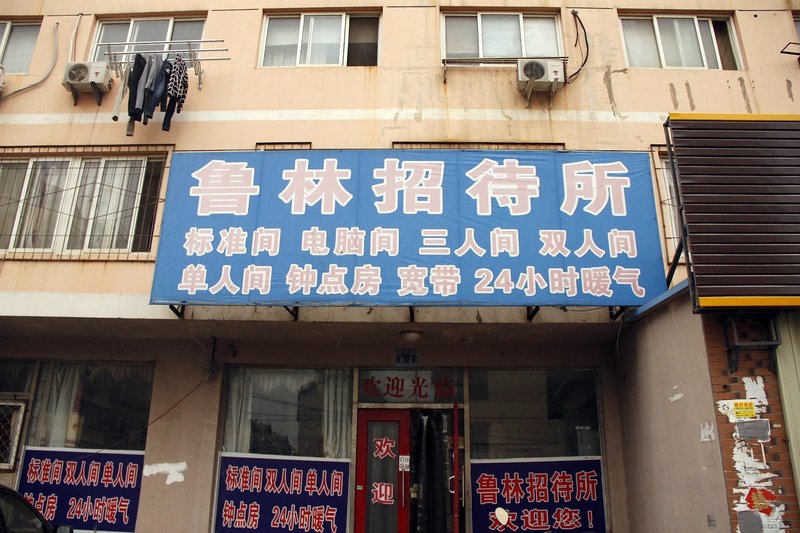 鲁林招待所
标准间 电脑间 三人间 双人间
单人间 钟点房 宽带 24小时暖气
欢迎光临
欢
迎
标准间 双人间 单人间
钟点房 24小时暖气
标准间 双人间 单人间
钟点房 24小时暖气
鲁林招待所
欢迎您！